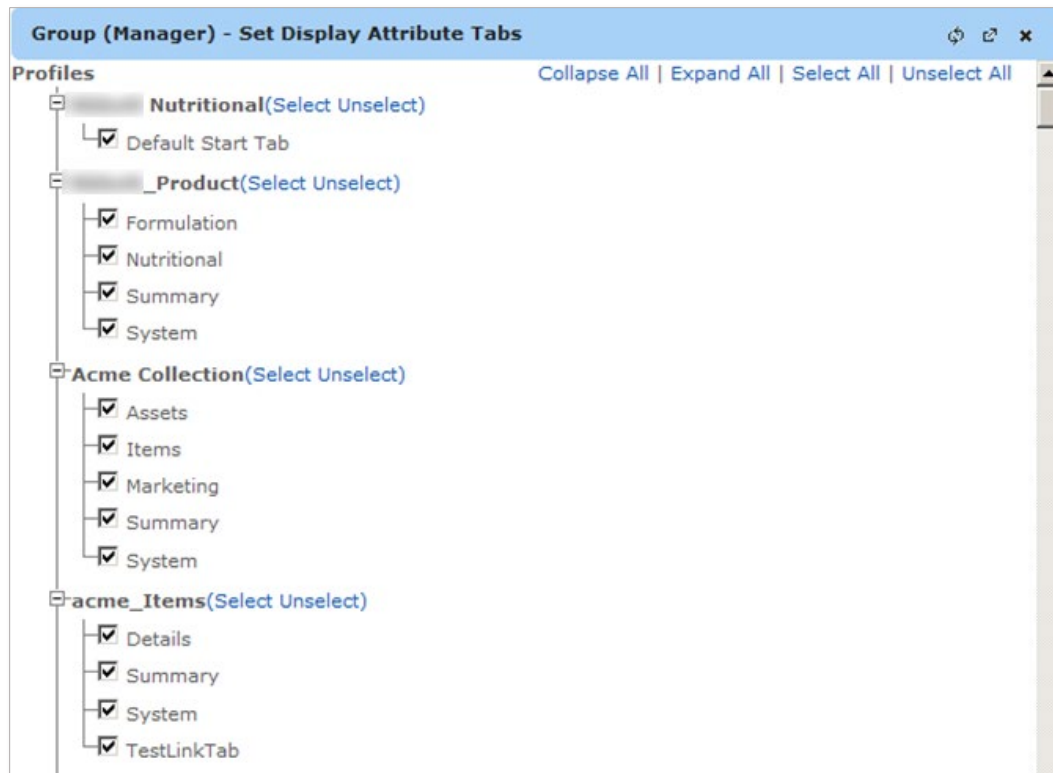 Group (Manager) - Set Display Attribute Tabs
Profiles Collapse All | Expand All | Select All | Unselect All
Nutritional(Select Unselect)
Default Start Tab
_Product(Select Unselect)
Formulation
Nutritional
Summary
System
Acme Collection(Select Unselect)
Assets
Items
Marketing
Summary
System
acme_Items(Select Unselect)
Details
Summary
System
TestLinkTab